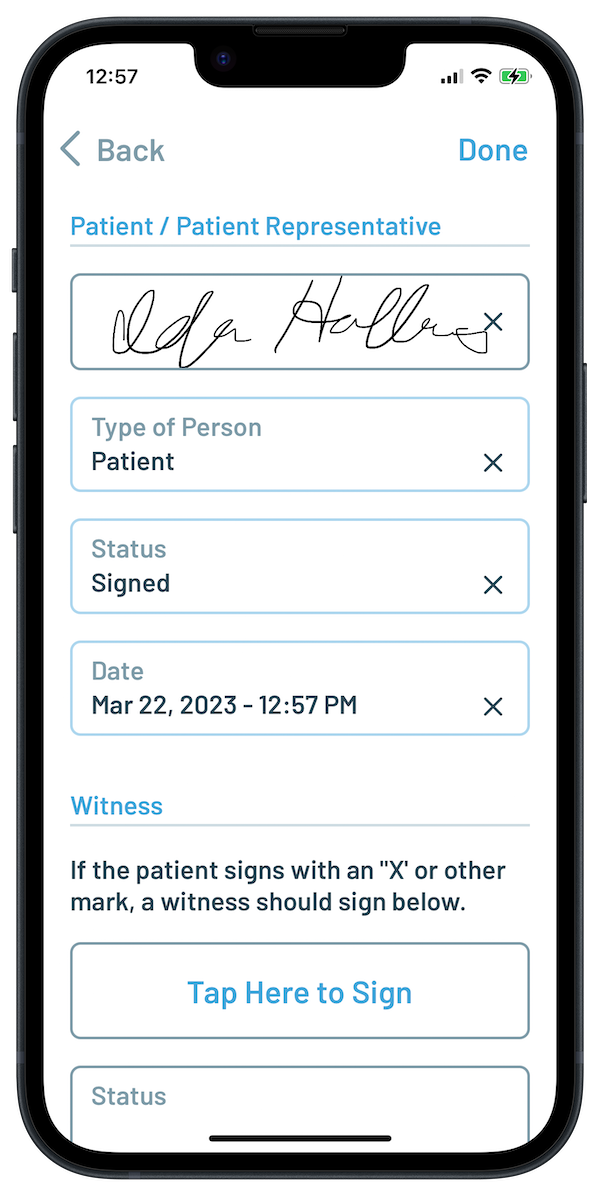 12:57
Back
Done
Patient / Patient Representative
Type of Person
Patient
Status
Signed
Date
Mar 22, 2023 - 12:57 PM
Witness
If the patient signs with an "X' or other
mark, a witness should sign below.
Tap Here to Sign
Status